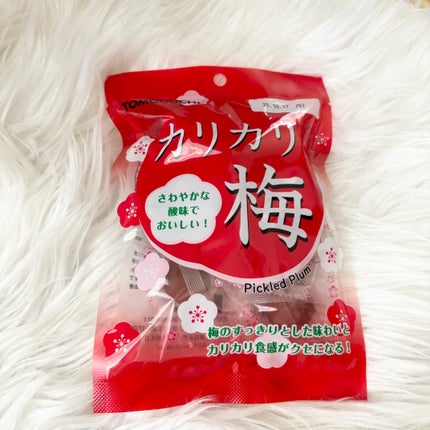 TOMOGUCHI
カリカリ
梅
さわやかな
酸味で
おいしい！
Pickled Plum
梅のすっきりとした味わいと
カリカリ食感がクセになる！